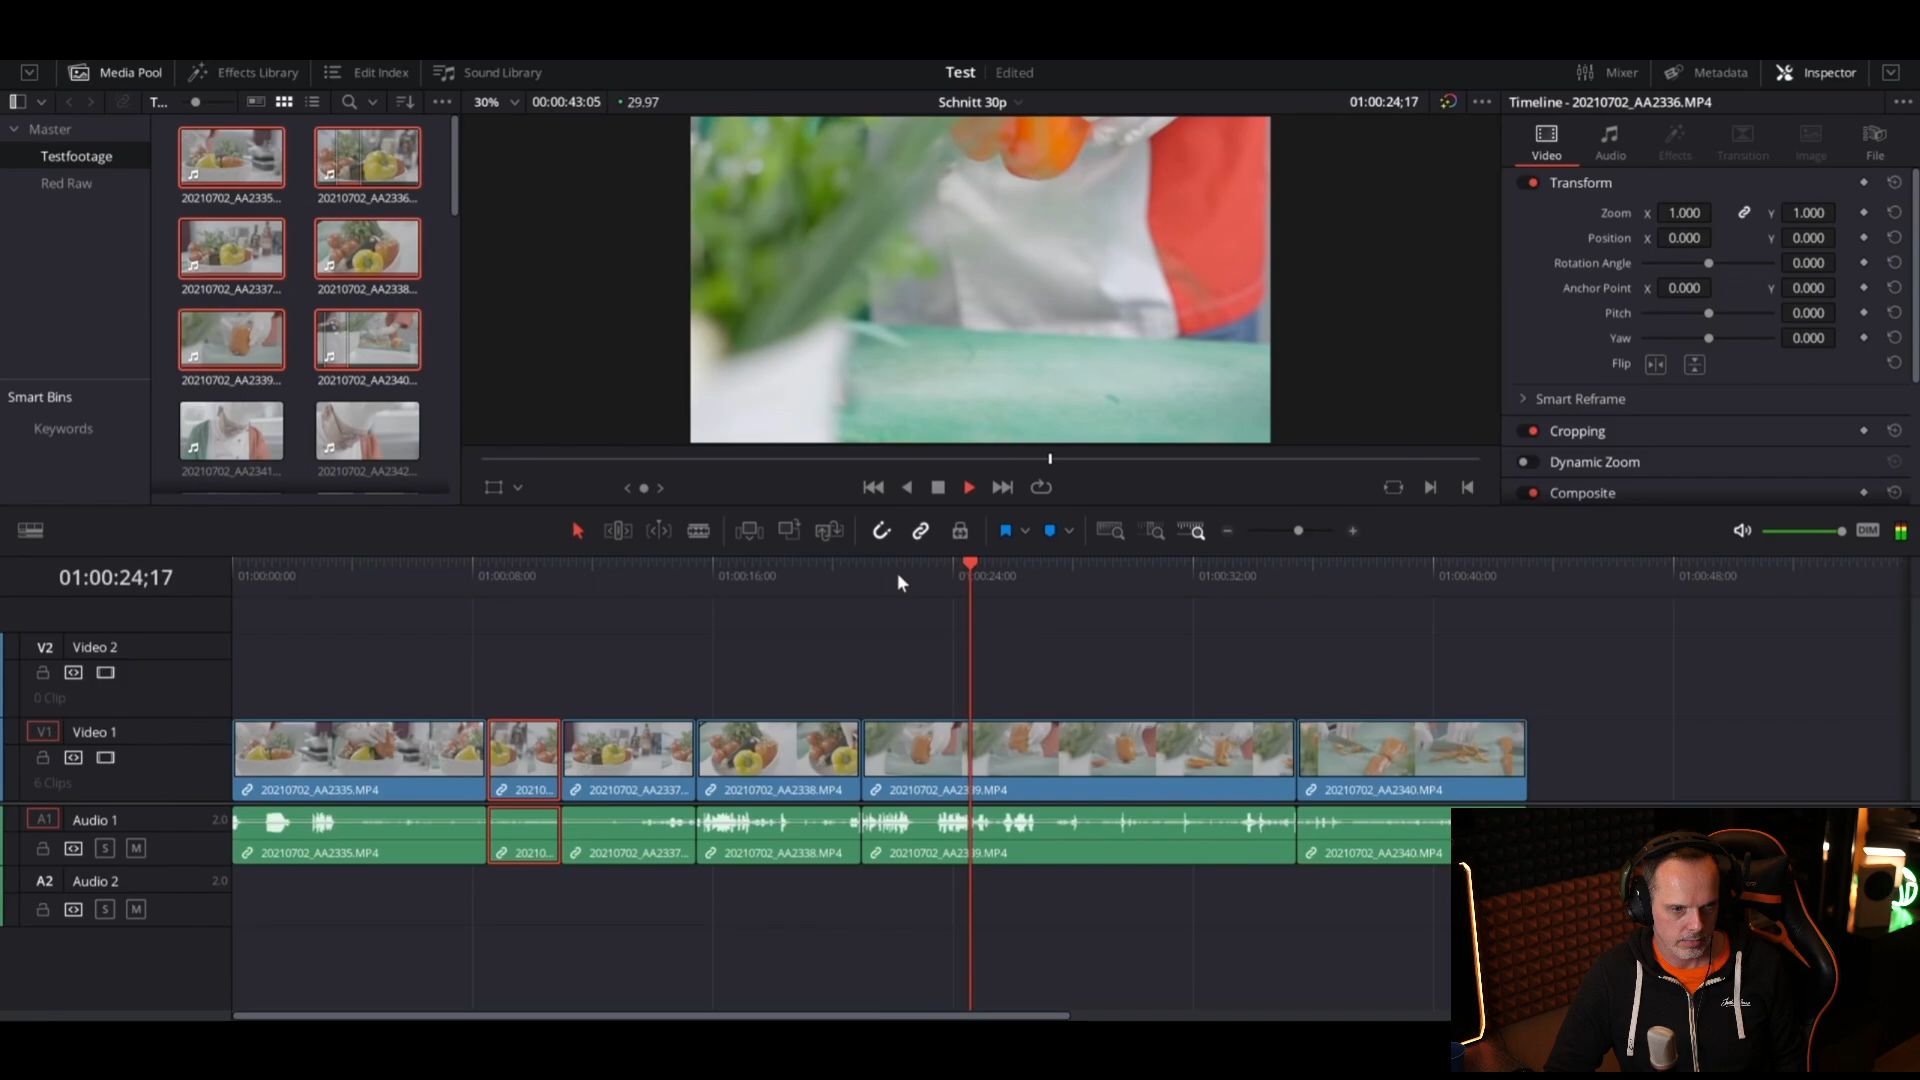 Media Pool
Effects Library
Edit Index
Sound Library
Test
Edited
Mixer
Metadata
Inspector
T...
30%
00:00:43:05
29.97
Schnitt 30p
01:00:24;17
Timeline - 20210702_AA2336.MP4
Master
Testfootage
Red Raw
Smart Bins
Keywords
20210702_AA2335...
20210702_AA2336...
20210702_AA2337...
20210702_AA2338...
20210702_AA2339...
20210702_AA2340...
20210702_AA2341...
20210702_AA2342...
Video
Audio
Effects
Transition
Image
File
Transform
Zoom X 1.000 Y 1.000
Position X 0.000 Y 0.000
Rotation Angle 0.000
Anchor Point X 0.000 Y 0.000
Pitch 0.000
Yaw 0.000
Flip
Smart Reframe
Cropping
Dynamic Zoom
Composite
DIM
01:00:24;17
01:00:00;00
01:00:08;00
01:00:16;00
01:00:24;00
01:00:32;00
01:00:40;00
01:00:48;00
V2 Video 2
0 Clip
V1 Video 1
6 Clips
20210702_AA2335.MP4
20210...
20210702_AA2337...
20210702_AA2338.MP4
20210702_AA2339.MP4
20210702_AA2340.MP4
A1 Audio 1 2.0
S M
20210702_AA2335.MP4
20210...
20210702_AA2337...
20210702_AA2338.MP4
20210702_AA2339.MP4
20210702_AA2340.MP4
A2 Audio 2 2.0
S M